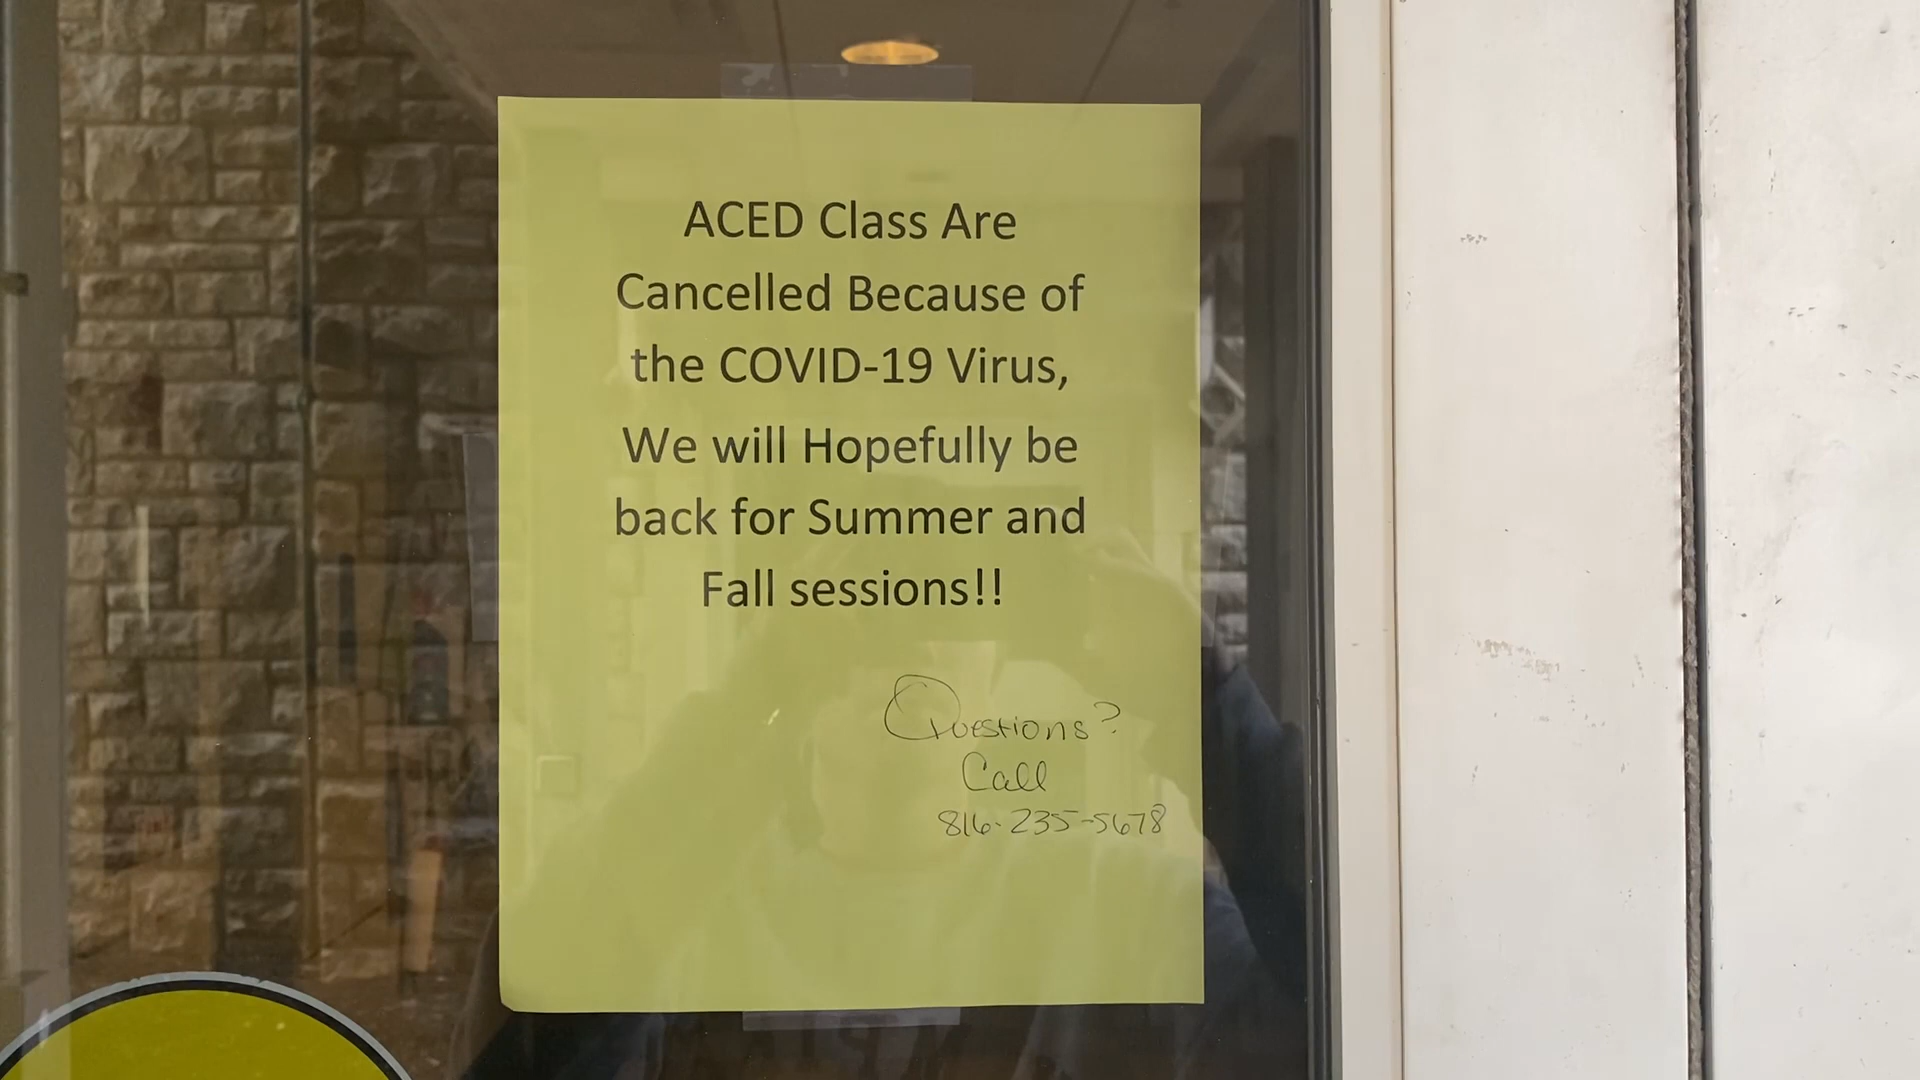 ACED Class Are
Cancelled Because of
the COVID-19 Virus,
We will Hopefully be
back for Summer and
Fall sessions!!
Questions?
Call
816-235-5678